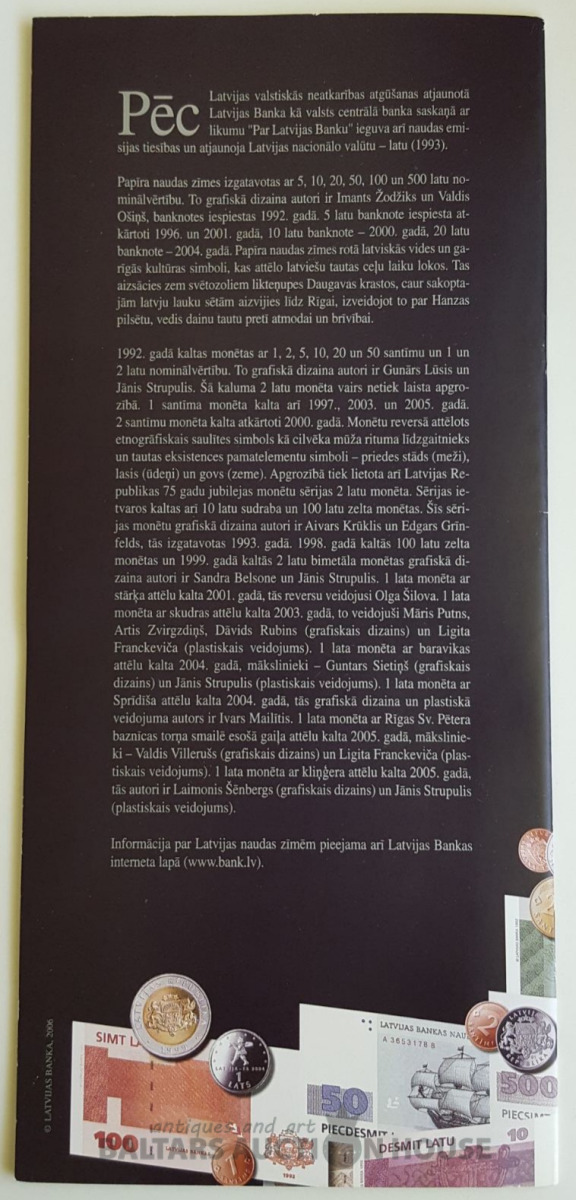 Pēc Latvijas valstiskās neatkarības atgūšanas atjaunotā
Latvijas Banka kā valsts centrālā banka saskaņā ar
likumu "Par Latvijas Banku" ieguva arī naudas emi-
sijas tiesības un atjaunoja Latvijas nacionālo valūtu – latu (1993).
Papīra naudas zīmes izgatavotas ar 5, 10, 20, 50, 100 un 500 latu no-
minālvērtību. To grafiskā dizaina autori ir Imants Žodžiks un Valdis
Ošiņš, banknotes iespiestas 1992. gadā. 5 latu banknote iespiesta at-
kārtoti 1996. un 2001. gadā, 10 latu banknote – 2000. gadā, 20 latu
banknote – 2004. gadā. Papīra naudas zīmes rotā latviskās vides un ga-
rīgās kultūras simboli, kas attēlo latviešu tautas ceļu laiku lokos. Tas
aizsācies zem svētozoliem likteņupes Daugavas krastos, caur sakopta-
jām latvju lauku sētām aizvijies līdz Rīgai, izveidojot to par Hanzas
pilsētu, vedis dainu tautu pretī atmodai un brīvībai.
1992. gadā kaltas monētas ar 1, 2, 5, 10, 20 un 50 santīmu un 1 un
2 latu nominālvērtību. To grafiskā dizaina autori ir Gunārs Lūsis un
Jānis Strupulis. Šā kaluma 2 latu monēta vairs netiek laista apgro-
zībā. 1 santīma monēta kalta arī 1997., 2003. un 2005. gadā.
2 santīmu monēta kalta atkārtoti 2000. gadā. Monētu reversā attēlots
etnogrāfiskais saulītes simbols kā cilvēka mūža rituma līdzgaitnieks
un tautas eksistences pamatelementu simboli – priedes stāds (meži),
lasis (ūdeņi) un govs (zeme). Apgrozībā tiek lietota arī Latvijas Re-
publikas 75 gadu jubilejas monētu sērijas 2 latu monēta. Sērijas ie-
tvaros kaltas arī 10 latu sudraba un 100 latu zelta monētas. Šīs sēri-
jas monētu grafiskā dizaina autori ir Aivars Krūklis un Edgars Grīn-
felds, tās izgatavotas 1993. gadā. 1998. gadā kaltās 100 latu zelta
monētas un 1999. gadā kaltās 2 latu bimetāla monētas grafiskā di-
zaina autori ir Sandra Belsone un Jānis Strupulis. 1 lata monēta ar
stārķa attēlu kalta 2001. gadā, tās reversu veidojusi Olga Šilova. 1 lata
monēta ar skudras attēlu kalta 2003. gadā, to veidojuši Māris Putns,
Artis Zvirgzdiņš, Dāvids Rubins (grafiskais dizains) un Ligita
Franckeviča (plastiskais veidojums). 1 lata monēta ar baravikas
attēlu kalta 2004. gadā, mākslinieki – Guntars Sietiņš (grafiskais
dizains) un Jānis Strupulis (plastiskais veidojums). 1 lata monēta ar
Sprīdīša attēlu kalta 2004. gadā, tās grafiskā dizaina un plastiskā
veidojuma autors ir Ivars Mailītis. 1 lata monēta ar Rīgas Sv. Pētera
baznīcas torņa smailē esošā gaiļa attēlu kalta 2005. gadā, mākslinie-
ki – Valdis Villerušs (grafiskais dizains) un Ligita Franckeviča (plas-
tiskais veidojums). 1 lata monēta ar kliņģera attēlu kalta 2005. gadā,
tās autori ir Laimonis Šēnbergs (grafiskais dizains) un Jānis Strupulis
(plastiskais veidojums).
Informācija par Latvijas naudas zīmēm pieejama arī Latvijas Bankas
interneta lapā (www.bank.lv).
© LATVIJAS BANKA, 2006
SIMT
100
1999
1
LATS
1
50
PIECDESMIT
1992
LATVIJAS BANKAS NAU
A 3653178 B
DESMIT LATU
10
2
LATVIJA
500
PIECSIMT
antiques and art
BALTARS AUCTION HOUSE